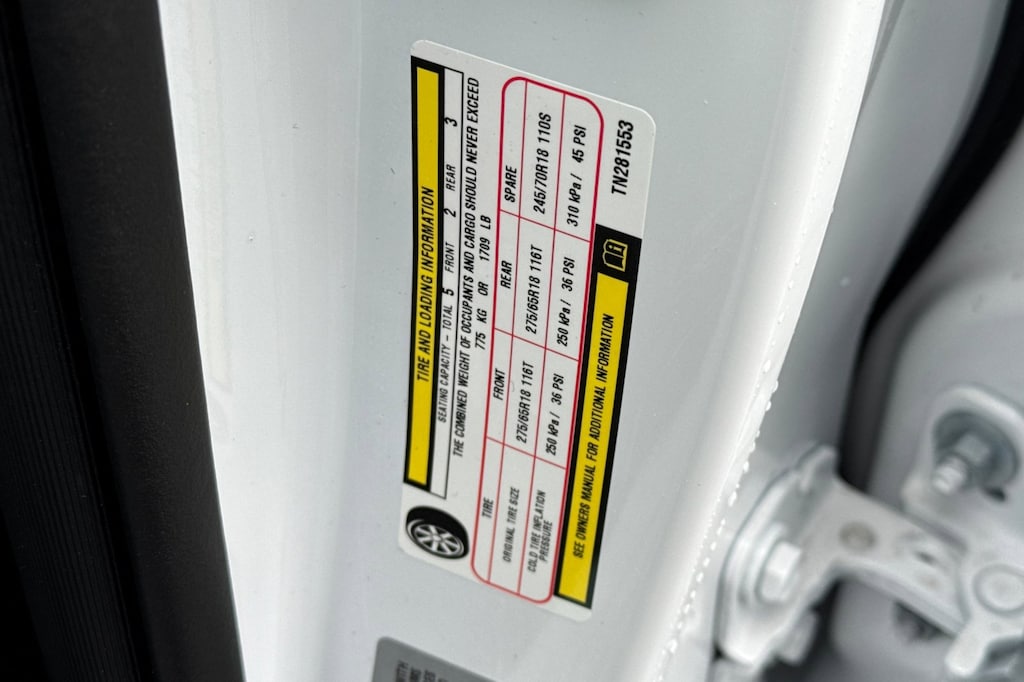 TIRE AND LOADING INFORMATION
SEATING CAPACITY – TOTAL 5 FRONT 2 REAR 3
THE COMBINED WEIGHT OF OCCUPANTS AND CARGO SHOULD NEVER EXCEED
775 KG OR 1709 LB
TIRE FRONT REAR SPARE
ORIGINAL TIRE SIZE 275/65R18 116T 275/65R18 116T 245/70R18 110S
COLD TIRE INFLATION PRESSURE 250 kPa / 36 PSI 250 kPa / 36 PSI 310 kPa / 45 PSI
SEE OWNERS MANUAL FOR ADDITIONAL INFORMATION
TN281553
WITH